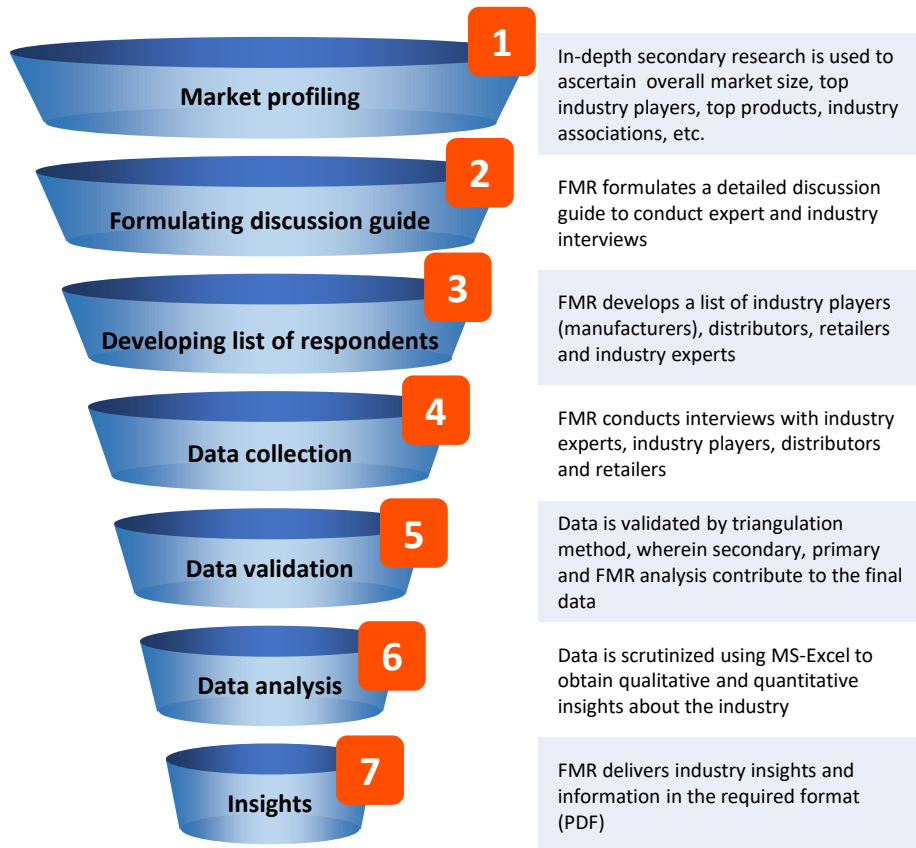 1
Market profiling
In-depth secondary research is used to
ascertain overall market size, top
industry players, top products, industry
associations, etc.
2
Formulating discussion guide
FMR formulates a detailed discussion
guide to conduct expert and industry
interviews
3
Developing list of respondents
FMR develops a list of industry players
(manufacturers), distributors, retailers
and industry experts
4
Data collection
FMR conducts interviews with industry
experts, industry players, distributors
and retailers
5
Data validation
Data is validated by triangulation
method, wherein secondary, primary
and FMR analysis contribute to the final
data
6
Data analysis
Data is scrutinized using MS-Excel to
obtain qualitative and quantitative
insights about the industry
7
Insights
FMR delivers industry insights and
information in the required format
(PDF)